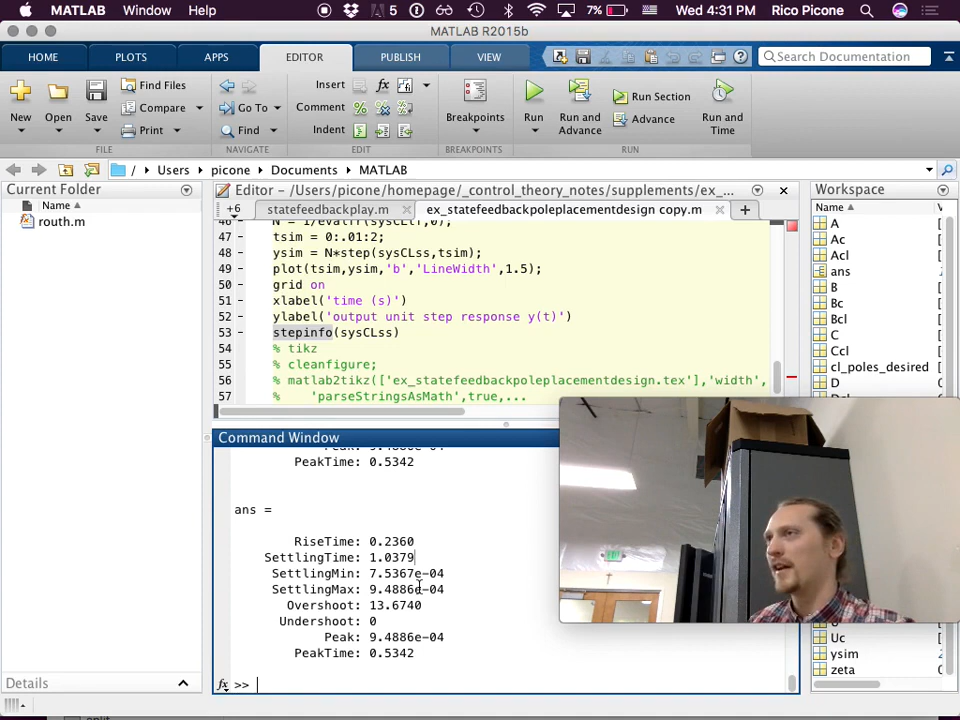 MATLAB Window Help 5 7% Wed 4:31 PM Rico Picone
MATLAB R2015b
HOME PLOTS APPS EDITOR PUBLISH VIEW Search Documentation
New Open Save Find Files Compare Print
Go To Find
Insert Comment Indent
Breakpoints
Run Run and Advance Run Section Advance Run and Time
FILE NAVIGATE EDIT BREAKPOINTS RUN
/ Users picone Documents MATLAB
Current Folder
Name
routh.m
Details
Editor – /Users/picone/homepage/_control_theory_notes/supplements/ex_...
+6 statefeedbackplay.m ex_statefeedbackpoleplacementdesign copy.m
47 tsim = 0:.01:2;
48 ysim = N*step(sysCLss,tsim);
49 plot(tsim,ysim,'b','LineWidth',1.5);
50 grid on
51 xlabel('time (s)')
52 ylabel('output unit step response y(t)')
53 stepinfo(sysCLss)
54 % tikz
55 % cleanfigure;
56 % matlab2tikz(['ex_statefeedbackpoleplacementdesign.tex'],'width',
57 % 'parseStringsAsMath',true,...
Command Window
PeakTime: 0.5342
ans =
RiseTime: 0.2360
SettlingTime: 1.0379
SettlingMin: 7.5367e-04
SettlingMax: 9.4886e-04
Overshoot: 13.6740
Undershoot: 0
Peak: 9.4886e-04
PeakTime: 0.5342
fx >>
Workspace
Name
A
Ac
Acl
ans
B
Bc
Bcl
C
Ccl
cl_poles_desired
D
Uc
ysim
zeta